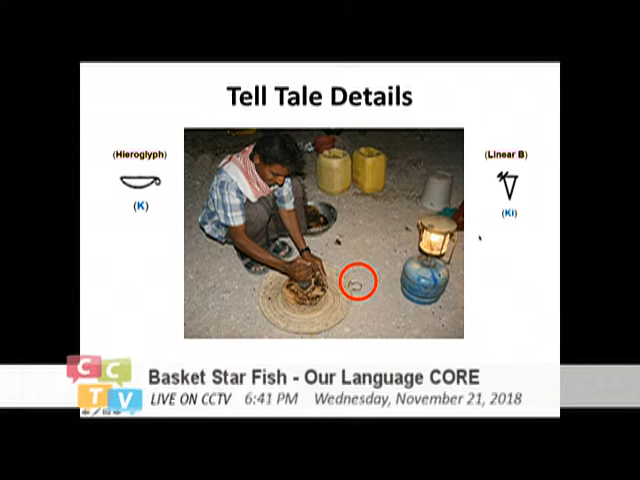 Tell Tale Details
(Hieroglyph)
(K)
(Linear B)
(Ki)
CCTV
Basket Star Fish - Our Language CORE
LIVE ON CCTV 6:41 PM Wednesday, November 21, 2018